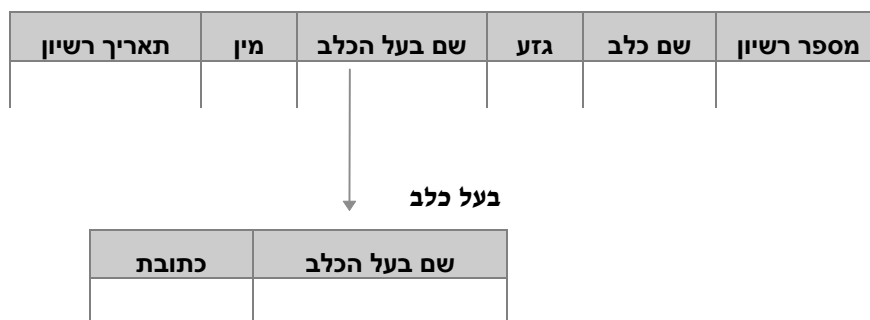 מספר רשיון שם כלב גזע שם בעל הכלב מין תאריך רשיון
בעל כלב
שם בעל הכלב כתובת